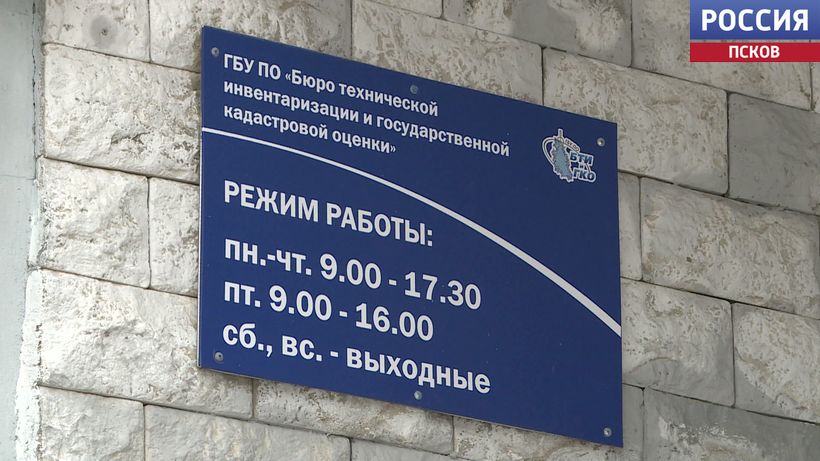 РОССИЯ
ПСКОВ
ГБУ ПО «Бюро технической
инвентаризации и государственной
кадастровой оценки»
БТИ
ГКО
РЕЖИМ РАБОТЫ:
пн.-чт. 9.00 - 17.30
пт. 9.00 - 16.00
сб., вс. - выходные